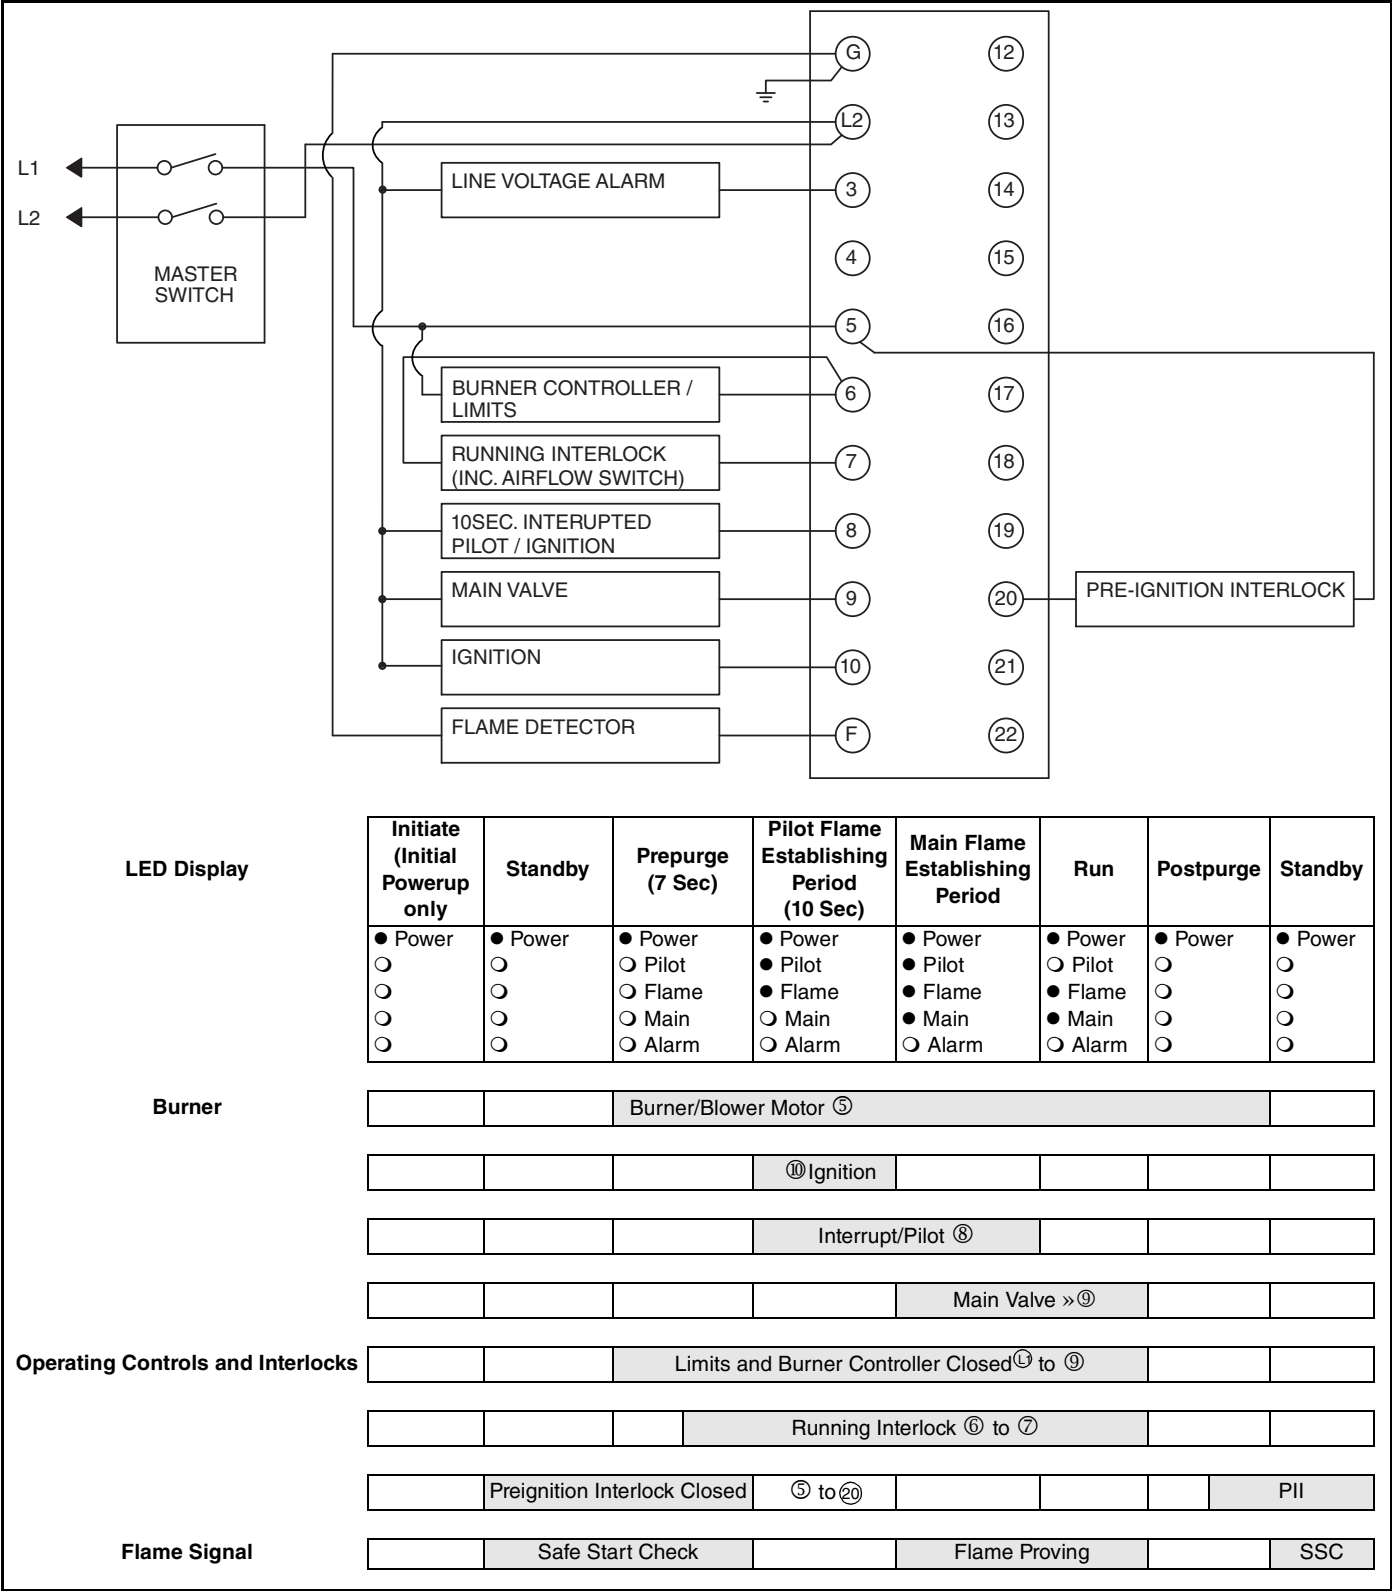 G 12
L2 13
L1
LINE VOLTAGE ALARM 3 14
L2
4 15
MASTER
SWITCH
5 16
BURNER CONTROLLER /
LIMITS
6 17
RUNNING INTERLOCK
(INC. AIRFLOW SWITCH)
7 18
10SEC. INTERUPTED
PILOT / IGNITION
8 19
MAIN VALVE 9 20 PRE-IGNITION INTERLOCK
IGNITION 10 21
FLAME DETECTOR F 22
LED Display
Initiate
(Initial
Powerup
only
Standby
Prepurge
(7 Sec)
Pilot Flame
Establishing
Period
(10 Sec)
Main Flame
Establishing
Period
Run
Postpurge
Standby
● Power ● Power ● Power ● Power ● Power ● Power ● Power ● Power
❍ ❍ ❍ Pilot ● Pilot ● Pilot ❍ Pilot ❍ ❍
❍ ❍ ❍ Flame ● Flame ● Flame ● Flame ❍ ❍
❍ ❍ ❍ Main ❍ Main ● Main ● Main ❍ ❍
❍ ❍ ❍ Alarm ❍ Alarm ❍ Alarm ❍ Alarm ❍ ❍
Burner Burner/Blower Motor ⑤
⑩Ignition
Interrupt/Pilot ⑧
Main Valve »⑨
Operating Controls and Interlocks Limits and Burner Controller Closed L1 to ⑨
Running Interlock ⑥ to ⑦
Preignition Interlock Closed ⑤ to ⑳ PII
Flame Signal Safe Start Check Flame Proving SSC